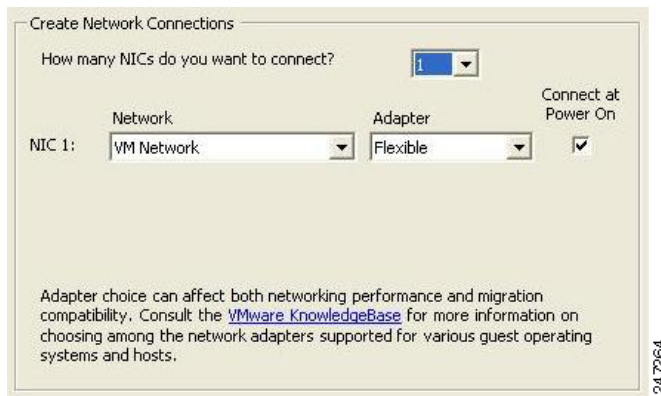 Create Network Connections
How many NICs do you want to connect?
1
Connect at
Power On
Network
Adapter
NIC 1:
VM Network
Flexible
Adapter choice can affect both networking performance and migration
compatibility. Consult the VMware KnowledgeBase for more information on
choosing among the network adapters supported for various guest operating
systems and hosts.
247264